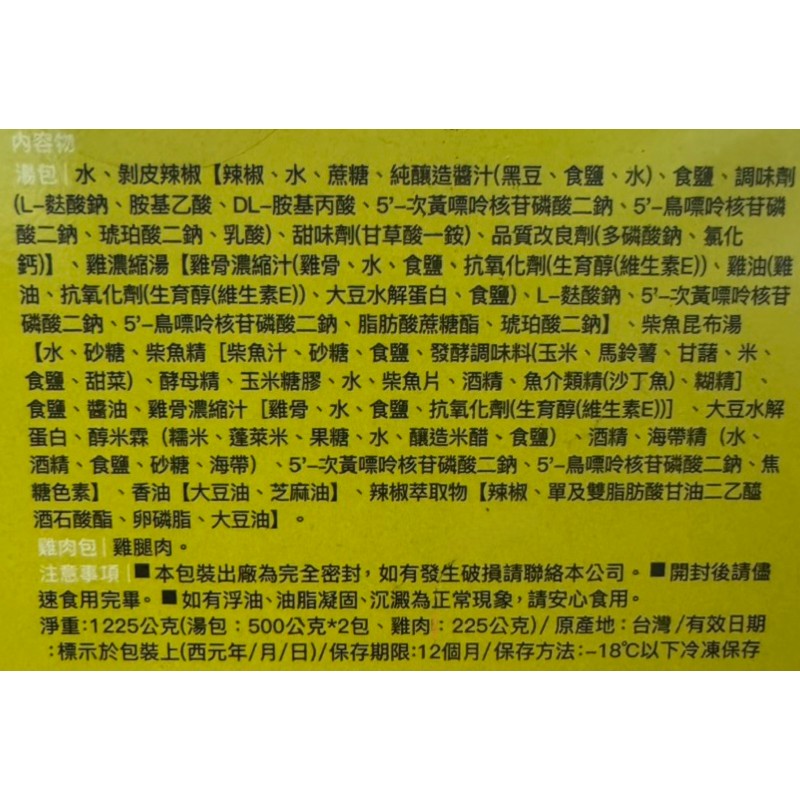 內容物
湯包| 水、剝皮辣椒【辣椒、水、蔗糖、純釀造醬汁(黑豆、食鹽、水)、食鹽、調味劑
(L-麩酸鈉、胺基乙酸、DL-胺基丙酸、5'-次黃嘌呤核苷磷酸二鈉、5'-鳥嘌呤核苷磷
酸二鈉、琥珀酸二鈉、乳酸)、甜味劑(甘草酸一銨)、品質改良劑(多磷酸鈉、氯化
鈣)】、雞濃縮湯【雞骨濃縮汁(雞骨、水、食鹽、抗氧化劑(生育醇(維生素E))、雞油(雞
油、抗氧化劑(生育醇(維生素E))、大豆水解蛋白、食鹽)、L-麩酸鈉、5'-次黃嘌呤核苷
磷酸二鈉、5'-鳥嘌呤核苷磷酸二鈉、脂肪酸蔗糖酯、琥珀酸二鈉】、柴魚昆布湯
【水、砂糖、柴魚精［柴魚汁、砂糖、食鹽、發酵調味料(玉米、馬鈴薯、甘藷、米、
食鹽、甜菜)、酵母精、玉米糖膠、水、柴魚片、酒精、魚介類精(沙丁魚)、糊精］、
食鹽、醬油、雞骨濃縮汁［雞骨、水、食鹽、抗氧化劑(生育醇(維生素E))］、大豆水解
蛋白、醇米霖（糯米、蓬萊米、果糖、水、釀造米醋、食鹽）、酒精、海帶精（水、
酒精、食鹽、砂糖、海帶）、5'-次黃嘌呤核苷磷酸二鈉、5'-鳥嘌呤核苷磷酸二鈉、焦
糖色素】、香油【大豆油、芝麻油】、辣椒萃取物【辣椒、單及雙脂肪酸甘油二乙醯
酒石酸酯、卵磷脂、大豆油】。
雞肉包| 雞腿肉。
注意事項|■本包裝出廠為完全密封，如有發生破損請聯絡本公司。■開封後請儘
速食用完畢。■如有浮油、油脂凝固、沉澱為正常現象，請安心食用。
淨重:1225公克(湯包：500公克*2包、雞肉：225公克)/原產地：台灣/有效日期
:標示於包裝上(西元年/月/日)/保存期限:12個月/保存方法:-18℃以下冷凍保存